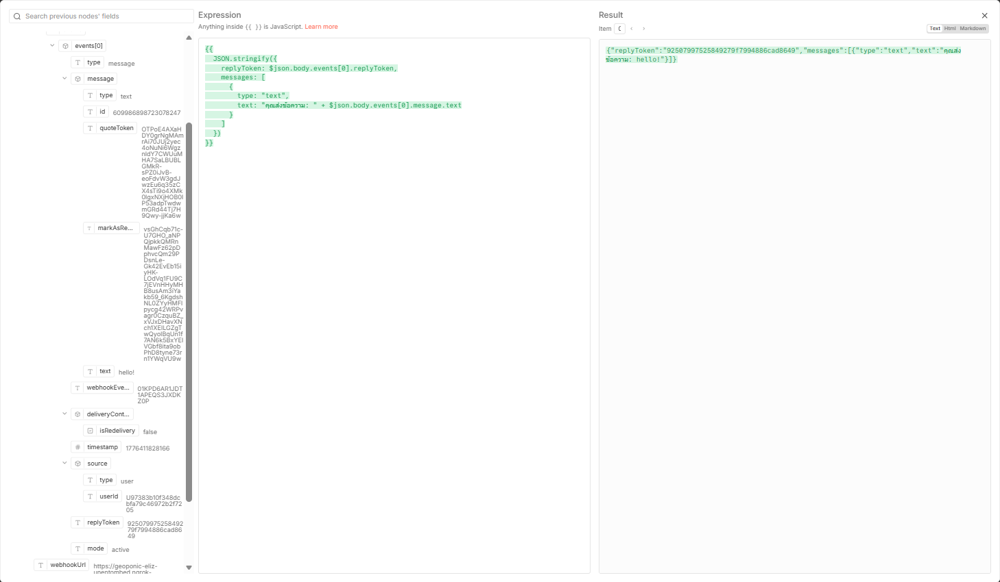 Search previous nodes' fields
events[0]
type
message
message
type
text
id
609986898723078247
quoteToken
OTPoE4AXaH
DY0grNgMAm
rAi70JUj2yec
4oNuNi6Wgz
nIdY7CWUuM
HA7SaLBUBL
GMkR-
sPZ0iJvB-
eoFdvW3gdJ
wzEu6q35zC
X4sTi9o4XMk
0IgxNXjHOB0I
P53adpTwdw
mGRd44Tj7H
9Qwy-jjKa6w
markAsRe...
vsGhCqb71c-
U7GHO_aNP
QjpkkQMRn
MawFz62pD
phvcQm29P
DsnLe-
Gk42EvEb15i
yHK-
LOdVq1FU9C
7jEVnHHyMH
B8usAm3iYa
kb59_6Kgdsh
NL0ZYyHMFI
pycg42WRPv
agr0CzquBZ_
xVJxDHavXN
ch1XEILGZgT
wQyoIBqUn1f
7AN6k5BxYEI
VGbf8ita9ob
PhD8tyne73r
n1YWqVU9w
text
hello!
webhookEve...
01KPD6AR1JDT
1APEQS3JXDK
Z0P
deliveryCont...
isRedelivery
false
timestamp
1776411828166
source
type
user
userId
U97383b10f348dc
bfa79c46972b2f72
05
replyToken
925079975258492
79f7994886cad86
49
mode
active
webhookUrl
https://geoponic-eliz-
unentombed.ngrok-
Expression
Anything inside {{ }} is JavaScript. Learn more
{{
JSON.stringify({
replyToken: $json.body.events[0].replyToken,
messages: [
{
type: "text",
text: "คุณส่งข้อความ: " + $json.body.events[0].message.text
}
]
})
}}
Result
Item
Text Html Markdown
{"replyToken":"92507997525849279f7994886cad8649","messages":[{"type":"text","text":"คุณส่ง
ข้อความ: hello!"}]}